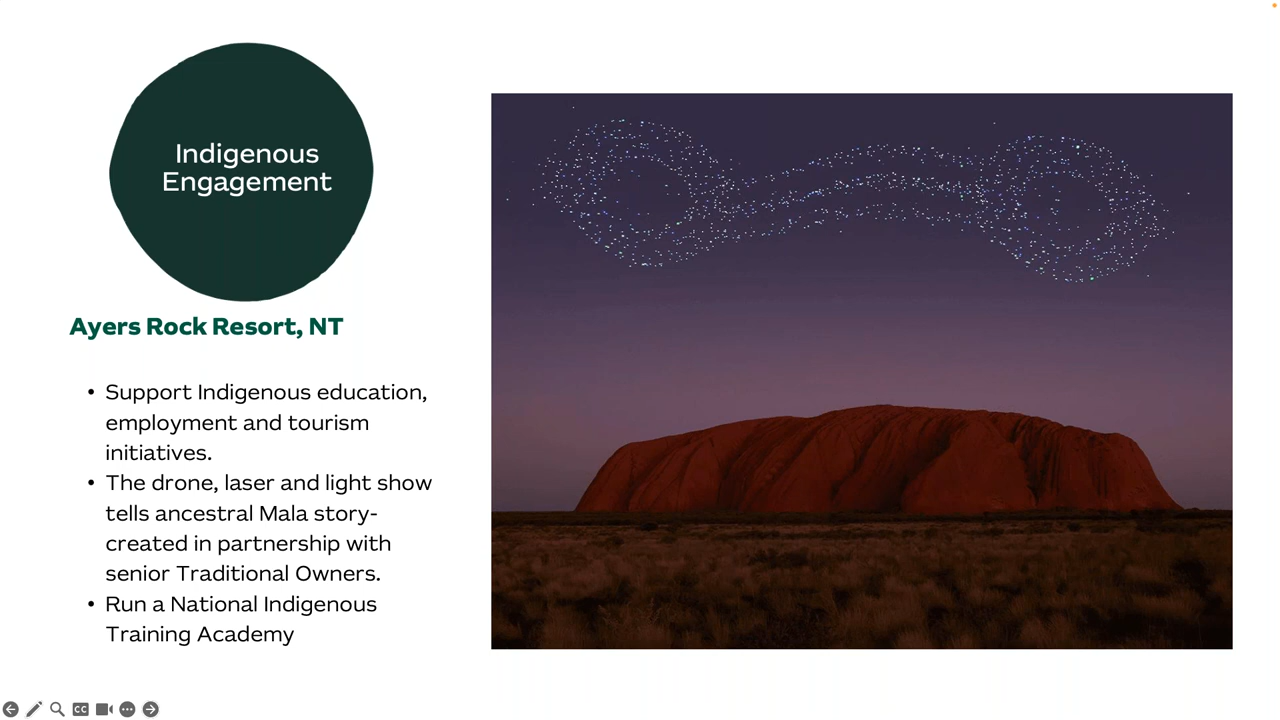 Indigenous
Engagement
Ayers Rock Resort, NT
• Support Indigenous education,
employment and tourism
initiatives.
• The drone, laser and light show
tells ancestral Mala story-
created in partnership with
senior Traditional Owners.
• Run a National Indigenous
Training Academy
CC